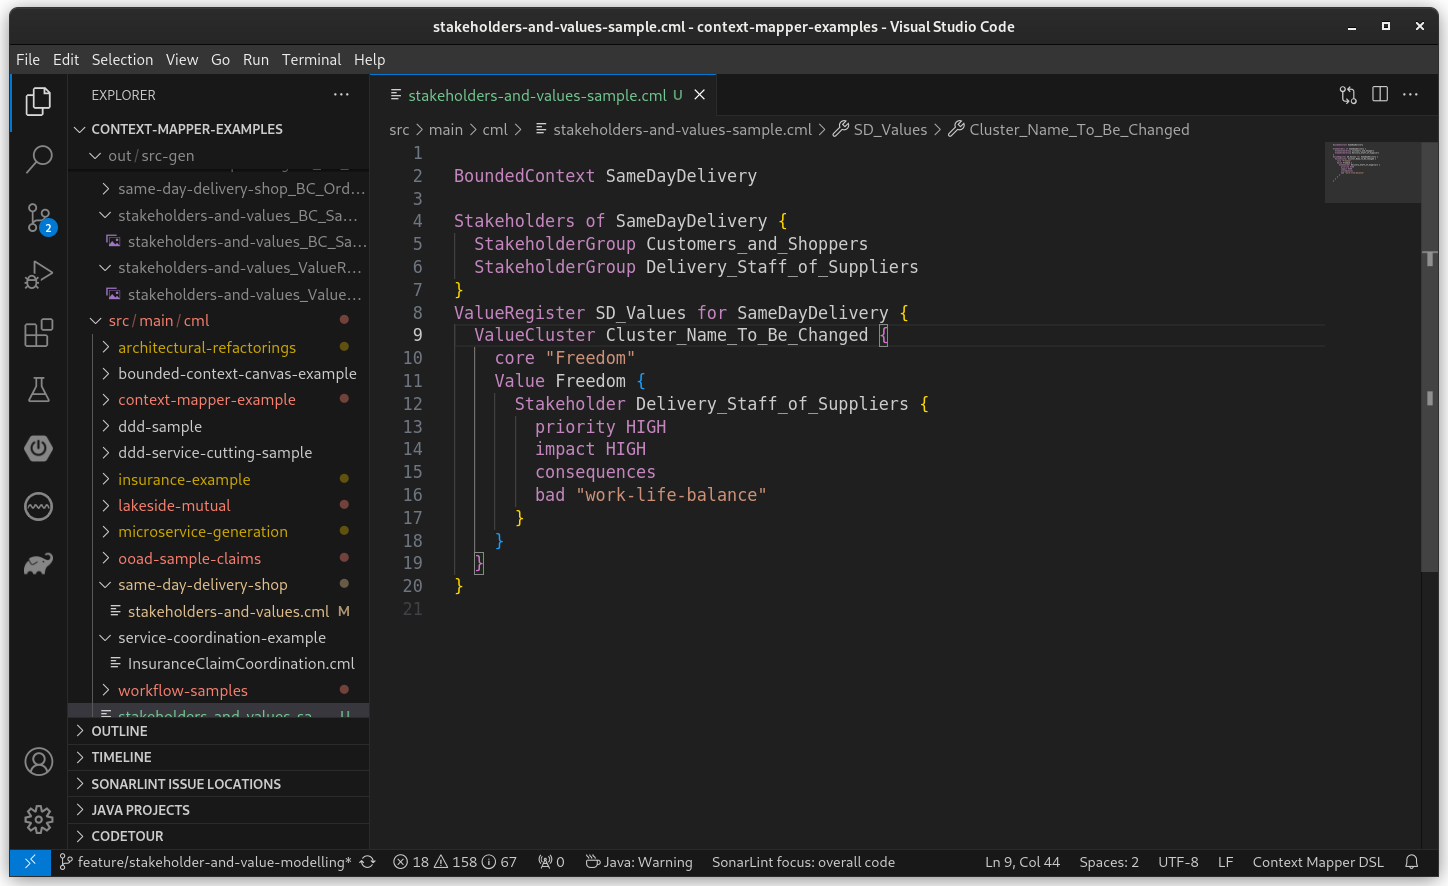 stakeholders-and-values-sample.cml - context-mapper-examples - Visual Studio Code
File Edit Selection View Go Run Terminal Help
EXPLORER
CONTEXT-MAPPER-EXAMPLES
out / src-gen
same-day-delivery-shop_BC_Ord...
stakeholders-and-values_BC_Sa...
stakeholders-and-values_BC_Sa...
stakeholders-and-values_ValueR...
stakeholders-and-values_Value...
src / main / cml
architectural-refactorings
bounded-context-canvas-example
context-mapper-example
ddd-sample
ddd-service-cutting-sample
insurance-example
lakeside-mutual
microservice-generation
ooad-sample-claims
same-day-delivery-shop
stakeholders-and-values.cml M
service-coordination-example
InsuranceClaimCoordination.cml
workflow-samples
stakeholders-and-values-sa... U
OUTLINE
TIMELINE
SONARLINT ISSUE LOCATIONS
JAVA PROJECTS
CODETOUR
2
stakeholders-and-values-sample.cml U
src > main > cml > stakeholders-and-values-sample.cml > SD_Values > Cluster_Name_To_Be_Changed
1
2 BoundedContext SameDayDelivery
3
4 Stakeholders of SameDayDelivery {
5 StakeholderGroup Customers_and_Shoppers
6 StakeholderGroup Delivery_Staff_of_Suppliers
7 }
8 ValueRegister SD_Values for SameDayDelivery {
9 ValueCluster Cluster_Name_To_Be_Changed {
10 core "Freedom"
11 Value Freedom {
12 Stakeholder Delivery_Staff_of_Suppliers {
13 priority HIGH
14 impact HIGH
15 consequences
16 bad "work-life-balance"
17 }
18 }
19 }
20 }
21
feature/stakeholder-and-value-modelling* 18 158 67 0 Java: Warning SonarLint focus: overall code Ln 9, Col 44 Spaces: 2 UTF-8 LF Context Mapper DSL